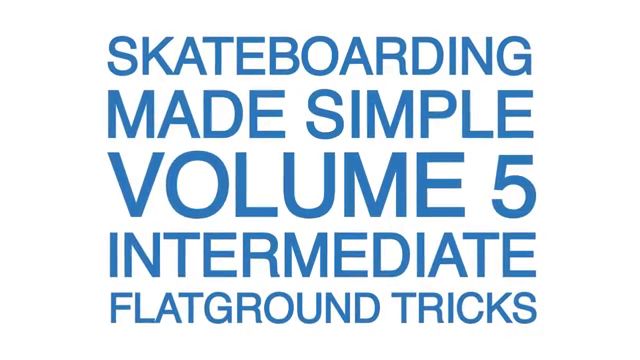 SKATEBOARDING
MADE SIMPLE
VOLUME 5
INTERMEDIATE
FLATGROUND TRICKS